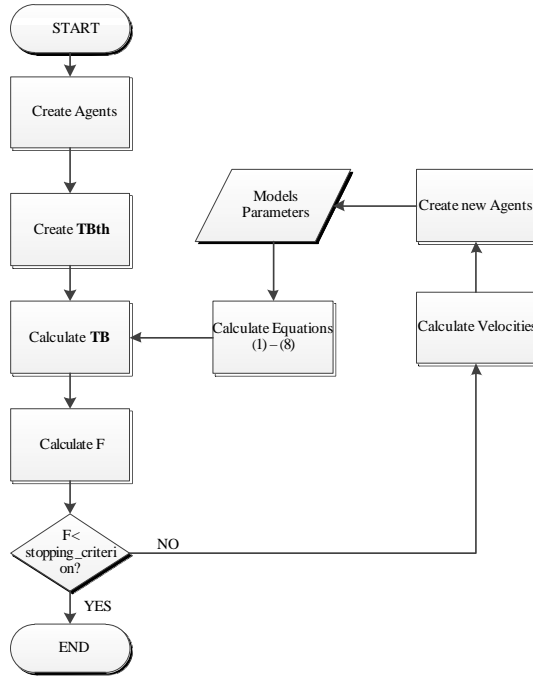 START
Create Agents
Create TBth
Calculate TB
Calculate F
F<
stopping_criteri
on?
YES
END
NO
Models
Parameters
Calculate Equations
(1) – (8)
Create new Agents
Calculate Velocities